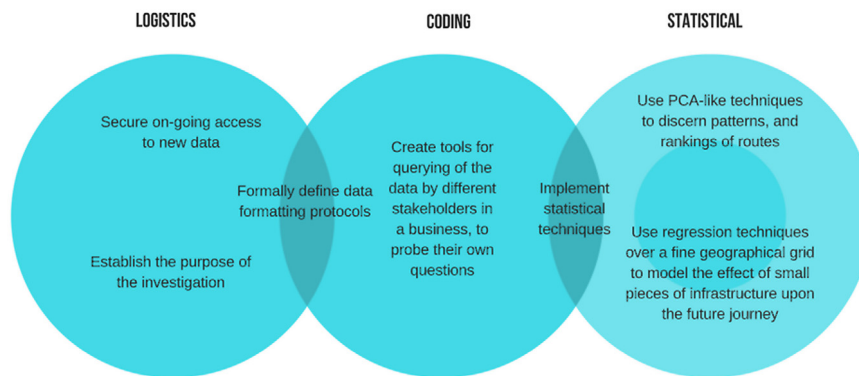 LOGISTICS
CODING
STATISTICAL
Secure on-going access
to new data
Establish the purpose of
the investigation
Formally define data
formatting protocols
Create tools for
querying of the
data by different
stakeholders in
a business, to
probe their own
questions
Implement
statistical
techniques
Use PCA-like techniques
to discern patterns, and
rankings of routes
Use regression techniques
over a fine geographical grid
to model the effect of small
pieces of infrastructure upon
the future journey